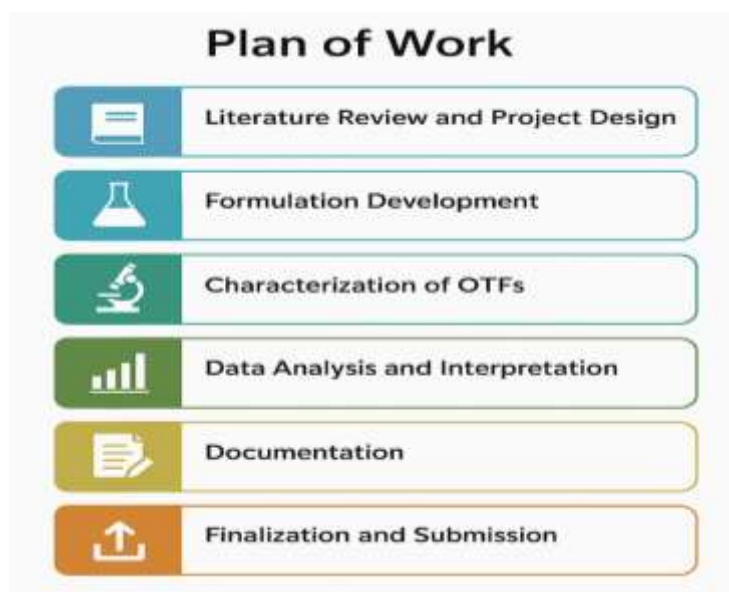 Plan of Work
Literature Review and Project Design
Formulation Development
Characterization of OTFs
Data Analysis and Interpretation
Documentation
Finalization and Submission